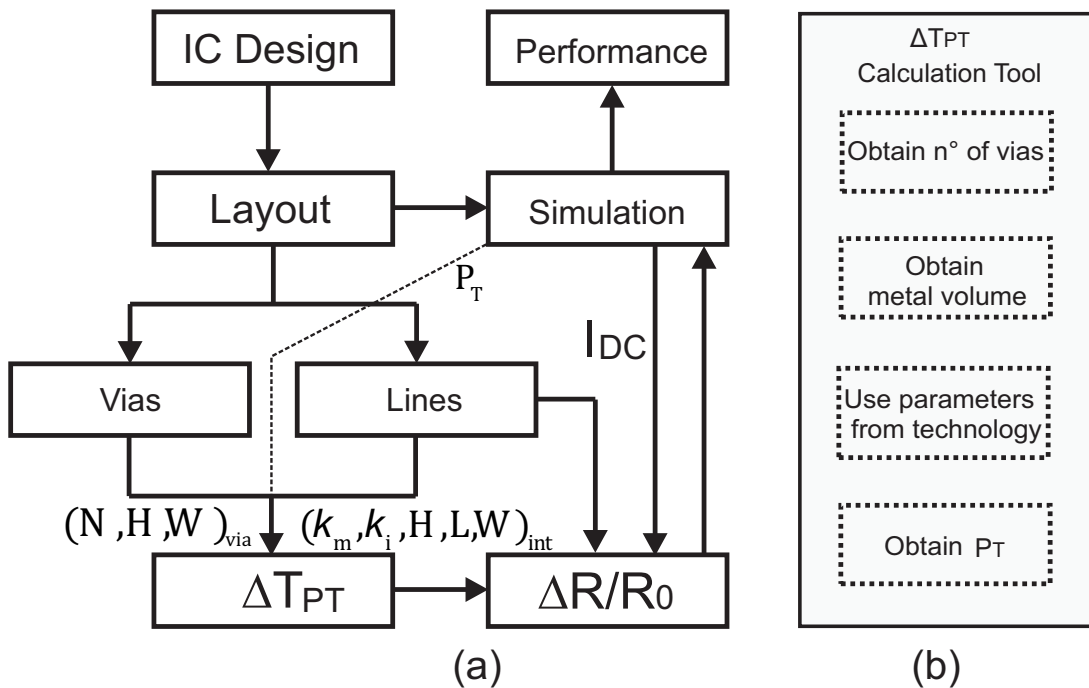 IC Design
Performance
Layout
Simulation
P_T
I_DC
Vias
Lines
(N ,H ,W)_via
(k_m ,k_i ,H ,L,W)_int
ΔT_PT
ΔR/R0
(a)
ΔT_PT
Calculation Tool
Obtain n° of vias
Obtain
metal volume
Use parameters
from technology
Obtain P_T
(b)